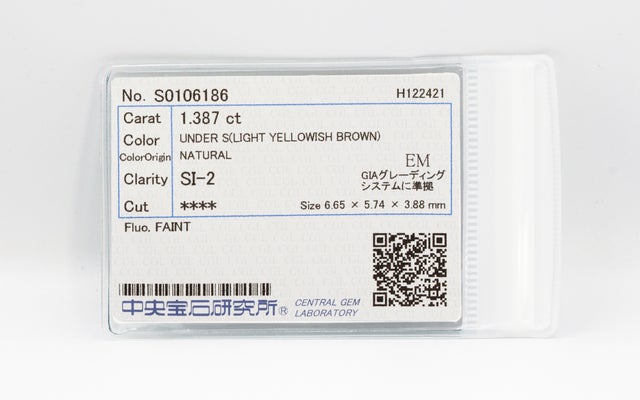 No. S0106186 H122421
Carat 1.387 ct
Color UNDER S(LIGHT YELLOWISH BROWN)
ColorOrigin NATURAL
EM
Clarity SI-2 GIAグレーディング
システムに準拠
Cut **** Size 6.65 × 5.74 × 3.88 mm
Fluo. FAINT
中央宝石研究所® CENTRAL GEM
LABORATORY